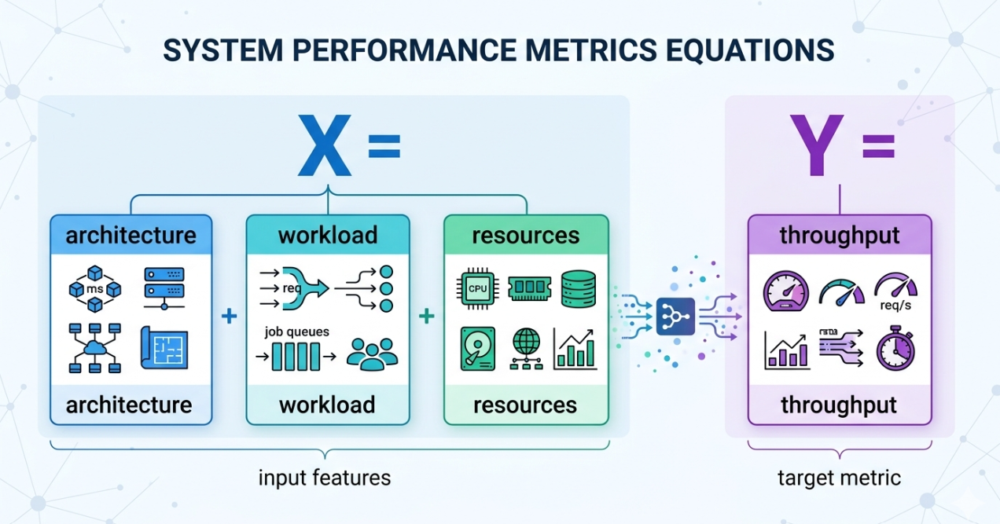 SYSTEM PERFORMANCE METRICS EQUATIONS
X =
Y =
architecture
ms
architecture
+
workload
req
job queues
workload
+
resources
CPU
resources
throughput
req/s
throughput
input features
target metric